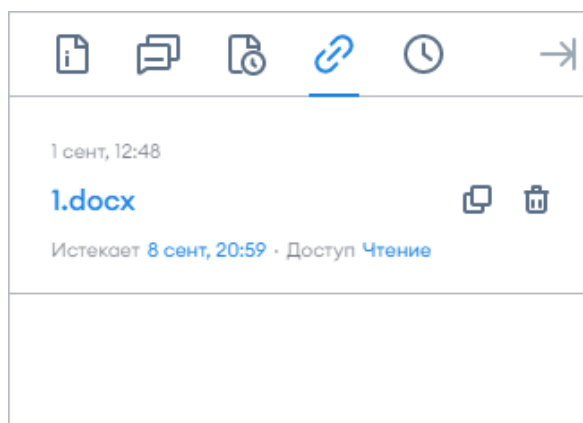 1 сент, 12:48
1.docx
Истекает 8 сент, 20:59 · Доступ Чтение